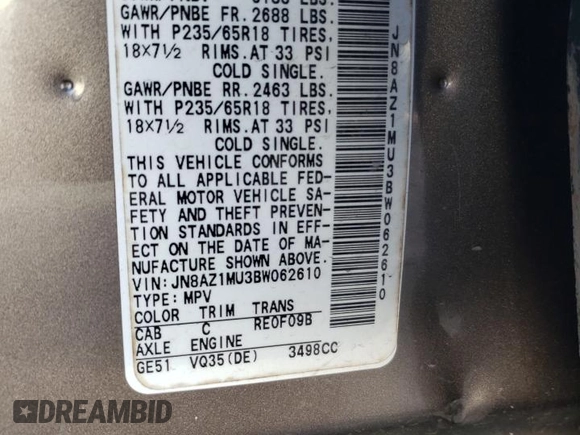 GAWR/PNBE FR. 2688 LBS.
WITH P235/65R18 TIRES,
18X7½ RIMS. AT 33 PSI
COLD SINGLE.
GAWR/PNBE RR. 2463 LBS.
WITH P235/65R18 TIRES,
18X7½ RIMS. AT 33 PSI
COLD SINGLE.
THIS VEHICLE CONFORMS
TO ALL APPLICABLE FED-
ERAL MOTOR VEHICLE SA-
FETY AND THEFT PREVEN-
TION STANDARDS IN EFF-
ECT ON THE DATE OF MA-
NUFACTURE SHOWN ABOVE.
VIN: JN8AZ1MU3BW062610
TYPE: MPV
COLOR TRIM TRANS
CAB C RE0F09B
AXLE ENGINE
GE51 VQ35(DE) 3498CC
JN8AZ1MU3BW062610
DREAMBID